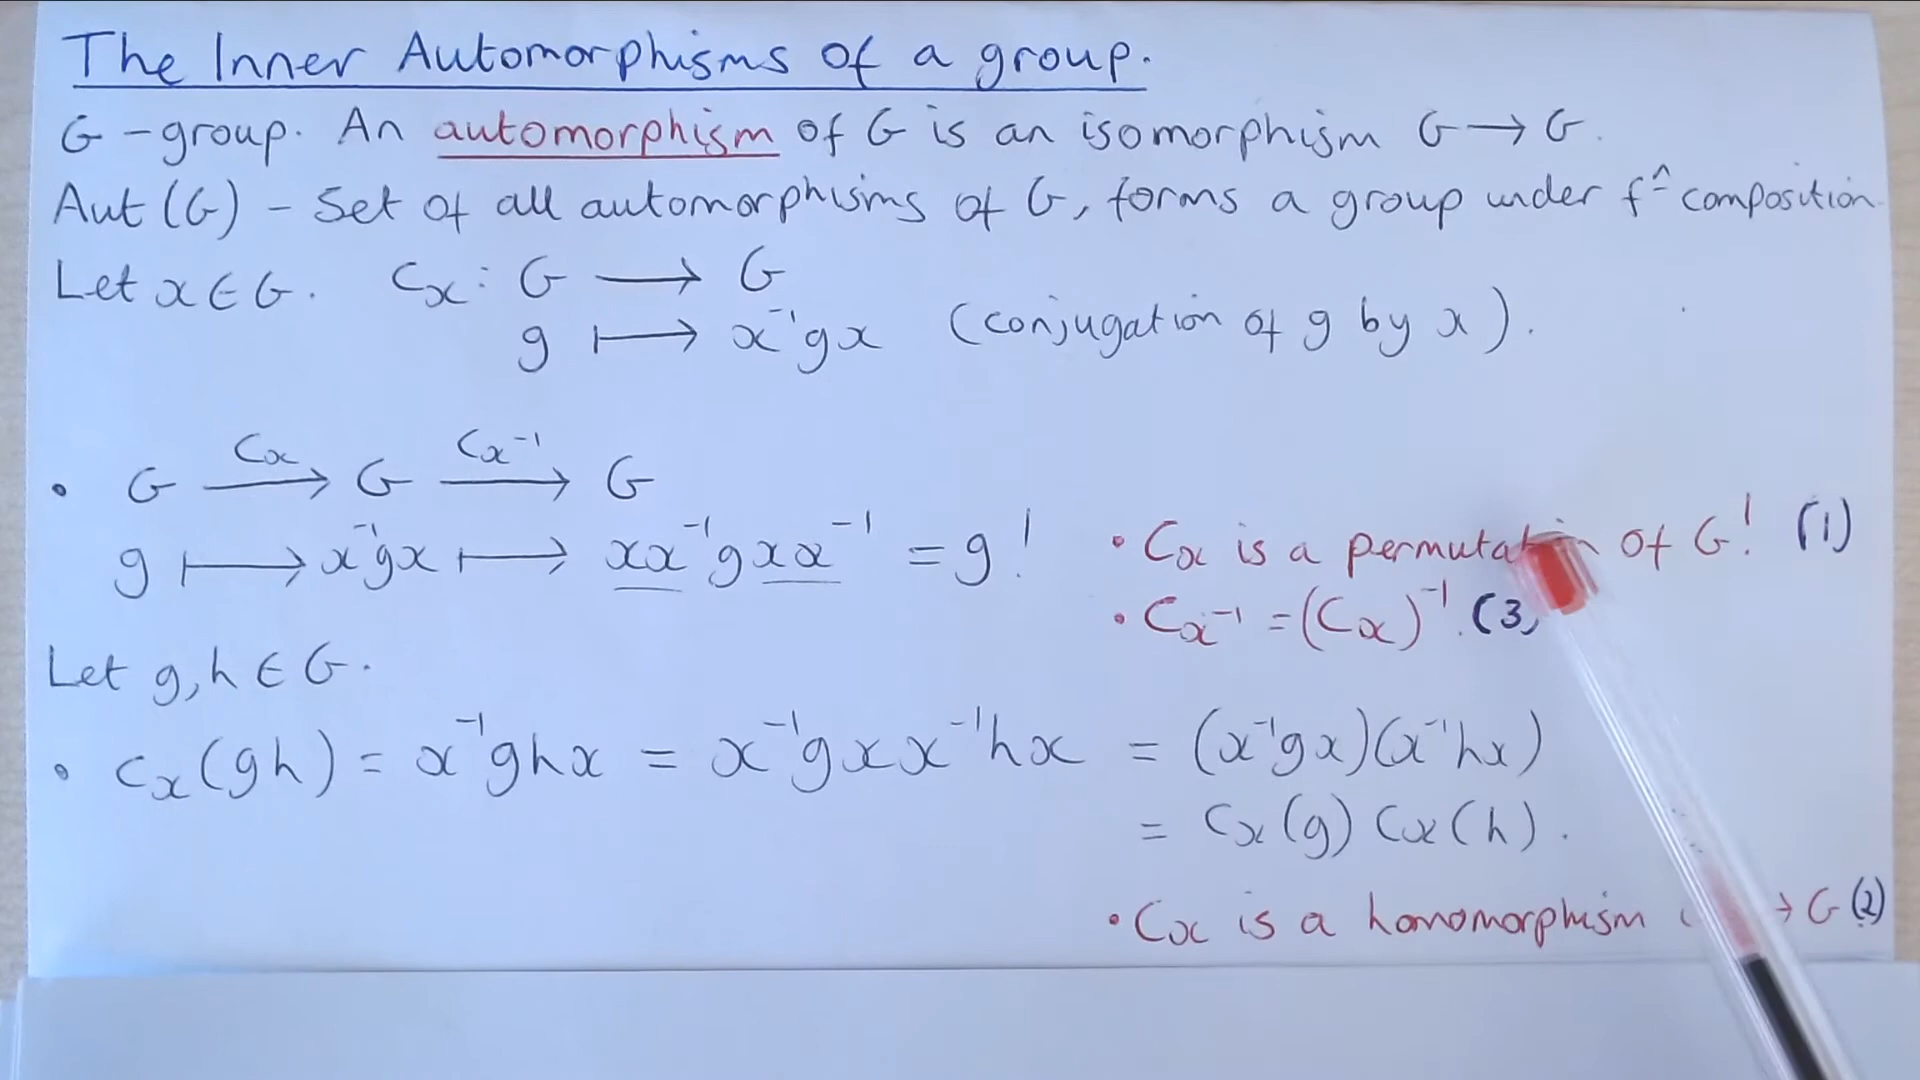 The Inner Automorphisms of a group.
G - group. An automorphism of G is an isomorphism G → G.
Aut(G) - Set of all automorphisms of G, forms a group under fⁿ composition
Let x ∈ G. Cx : G ⟶ G
g ⟼ x⁻¹gx (conjugation of g by x).
• G —Cx→ G —Cx⁻¹→ G
g ⟼ x⁻¹gx ⟼ xx⁻¹gxx⁻¹ = g!
• Cx is a of G! (1)
• Cx⁻¹ = (Cx)⁻¹. (3)
Let g,h ∈ G.
• Cx(gh) = x⁻¹ghx = x⁻¹gxx⁻¹hx = (x⁻¹gx)(x⁻¹hx)
= Cx(g) Cx(h).
• Cx is a homomorphism → G (2)